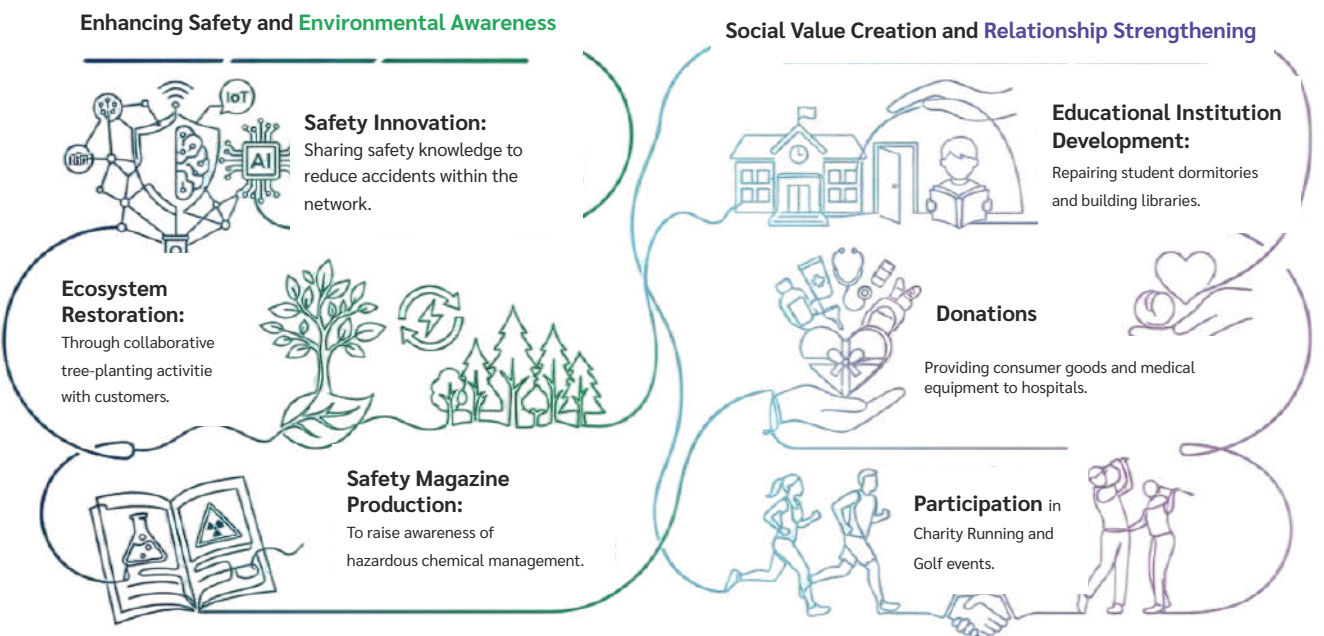 Enhancing Safety and Environmental Awareness
IoT
AI
Safety Innovation:
Sharing safety knowledge to
reduce accidents within the
network.
Ecosystem
Restoration:
Through collaborative
tree-planting activitie
with customers.
Safety Magazine
Production:
To raise awareness of
hazardous chemical management.
Social Value Creation and Relationship Strengthening
Educational Institution
Development:
Repairing student dormitories
and building libraries.
Donations
Providing consumer goods and medical
equipment to hospitals.
Participation in
Charity Running and
Golf events.